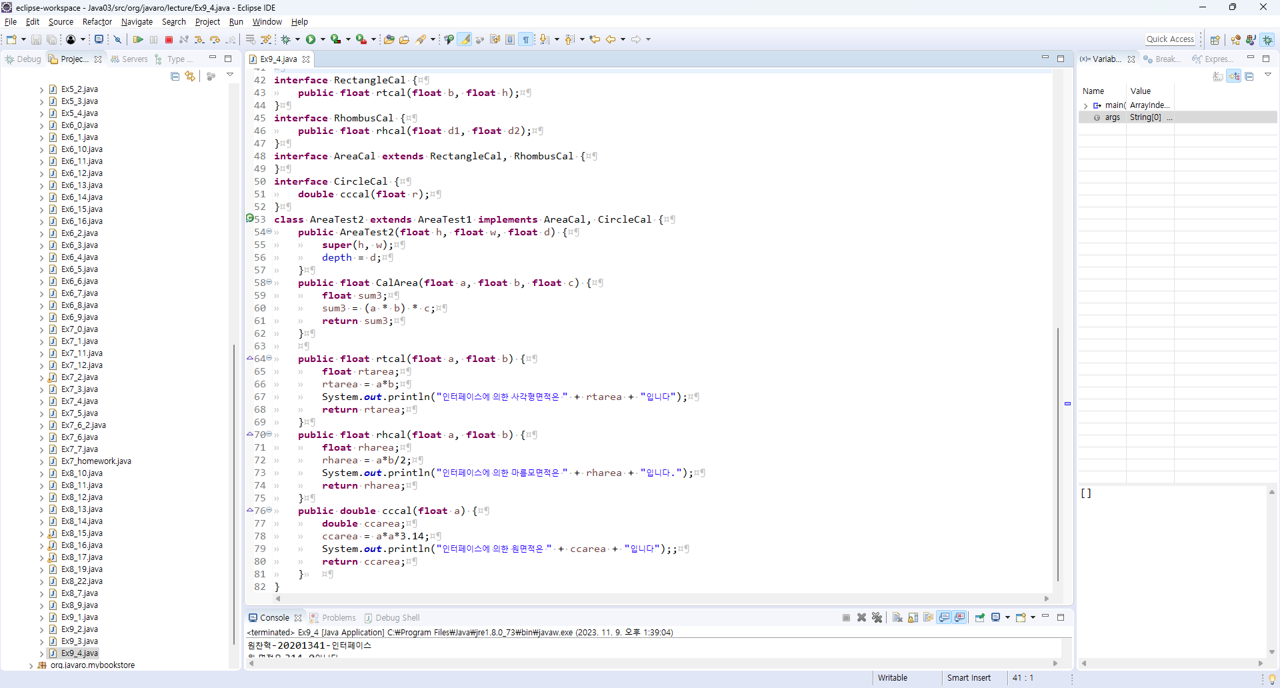 eclipse-workspace - Java03/src/org/javaro/lecture/Ex9_4.java - Eclipse IDE
File Edit Source Refactor Navigate Search Project Run Window Help
Quick Access
Debug Projec... Servers Type ...
Ex5_2.java
Ex5_3.java
Ex5_4.java
Ex6_0.java
Ex6_1.java
Ex6_10.java
Ex6_11.java
Ex6_12.java
Ex6_13.java
Ex6_14.java
Ex6_15.java
Ex6_16.java
Ex6_2.java
Ex6_3.java
Ex6_4.java
Ex6_5.java
Ex6_6.java
Ex6_7.java
Ex6_8.java
Ex6_9.java
Ex7_0.java
Ex7_1.java
Ex7_11.java
Ex7_12.java
Ex7_2.java
Ex7_3.java
Ex7_4.java
Ex7_5.java
Ex7_6_2.java
Ex7_6.java
Ex7_7.java
Ex7_homework.java
Ex8_10.java
Ex8_11.java
Ex8_12.java
Ex8_13.java
Ex8_14.java
Ex8_15.java
Ex8_16.java
Ex8_17.java
Ex8_19.java
Ex8_22.java
Ex8_7.java
Ex8_9.java
Ex9_1.java
Ex9_2.java
Ex9_3.java
Ex9_4.java
org.javaro.mybookstore
Ex9_4.java
42 interface RectangleCal {
43 public float rtcal(float b, float h);
44 }
45 interface RhombusCal {
46 public float rhcal(float d1, float d2);
47 }
48 interface AreaCal extends RectangleCal, RhombusCal {
49 }
50 interface CircleCal {
51 double cccal(float r);
52 }
53 class AreaTest2 extends AreaTest1 implements AreaCal, CircleCal {
54 public AreaTest2(float h, float w, float d) {
55 super(h, w);
56 depth = d;
57 }
58 public float CalArea(float a, float b, float c) {
59 float sum3;
60 sum3 = (a * b) * c;
61 return sum3;
62 }
63
64 public float rtcal(float a, float b) {
65 float rtarea;
66 rtarea = a*b;
67 System.out.println("인터페이스에 의한 사각형면적은 " + rtarea + "입니다");
68 return rtarea;
69 }
70 public float rhcal(float a, float b) {
71 float rharea;
72 rharea = a*b/2;
73 System.out.println("인터페이스에 의한 마름모면적은 " + rharea + "입니다.");
74 return rharea;
75 }
76 public double cccal(float a) {
77 double ccarea;
78 ccarea = a*a*3.14;
79 System.out.println("인터페이스에 의한 원면적은 " + ccarea + "입니다");;
80 return ccarea;
81 }
82 }
Console Problems Debug Shell
<terminated> Ex9_4 [Java Application] C:₩Program Files₩Java₩jre1.8.0_73₩bin₩javaw.exe (2023. 11. 9. 오후 1:39:04)
원찬혁-20201341-인터페이스
Variab... Break... Expres...
Name Value
main( ArrayInde...
args String[0] ...
[]
Writable Smart Insert 41 : 1